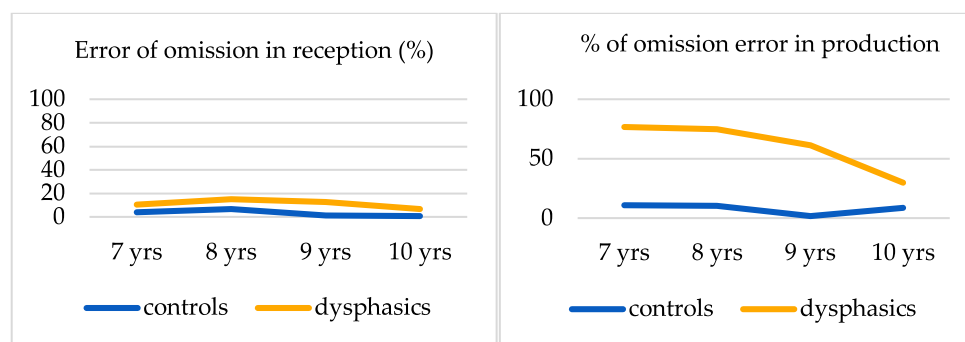 Error of omission in reception (%)
100
80
60
40
20
0
7 yrs 8 yrs 9 yrs 10 yrs
controls dysphasics
% of omission error in production
100
50
0
7 yrs 8 yrs 9 yrs 10 yrs
controls dysphasics